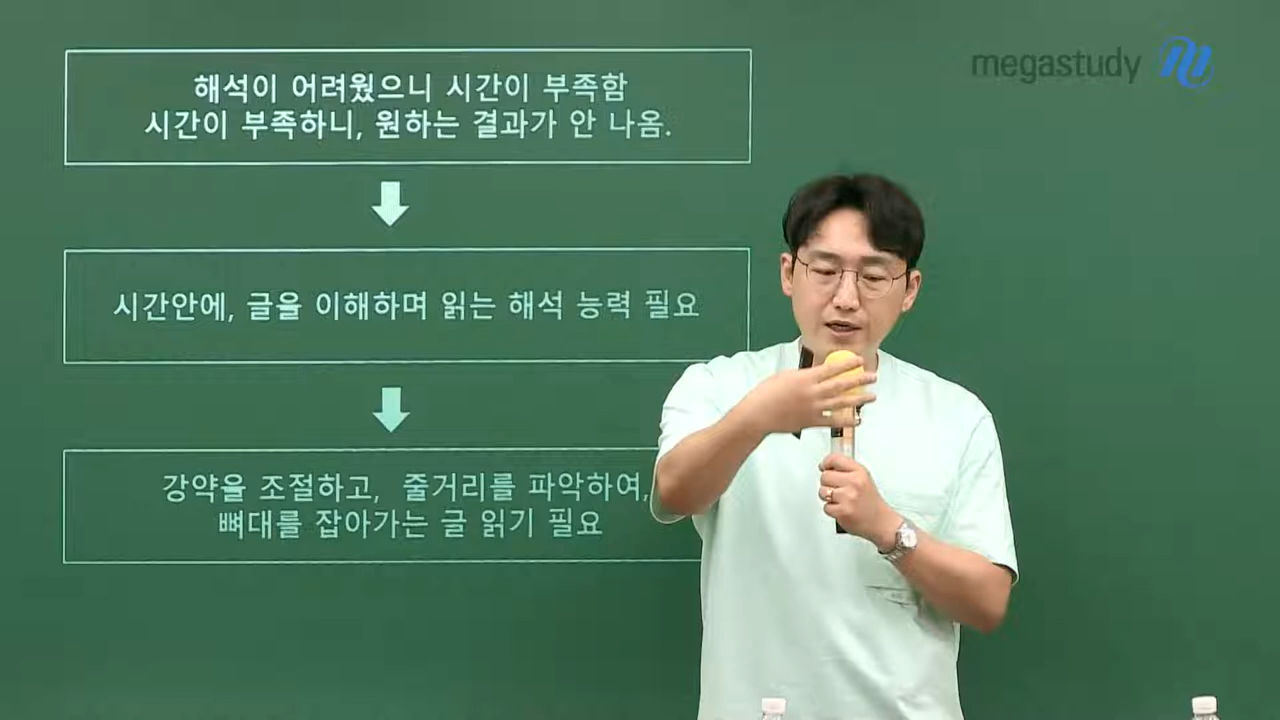 megastudy
해석이 어려웠으니 시간이 부족함
시간이 부족하니, 원하는 결과가 안 나옴.
시간안에, 글을 이해하며 읽는 해석 능력 필요
강약을 조절하고, 줄거리를 파악하여,
뼈대를 잡아가는 글 읽기 필요